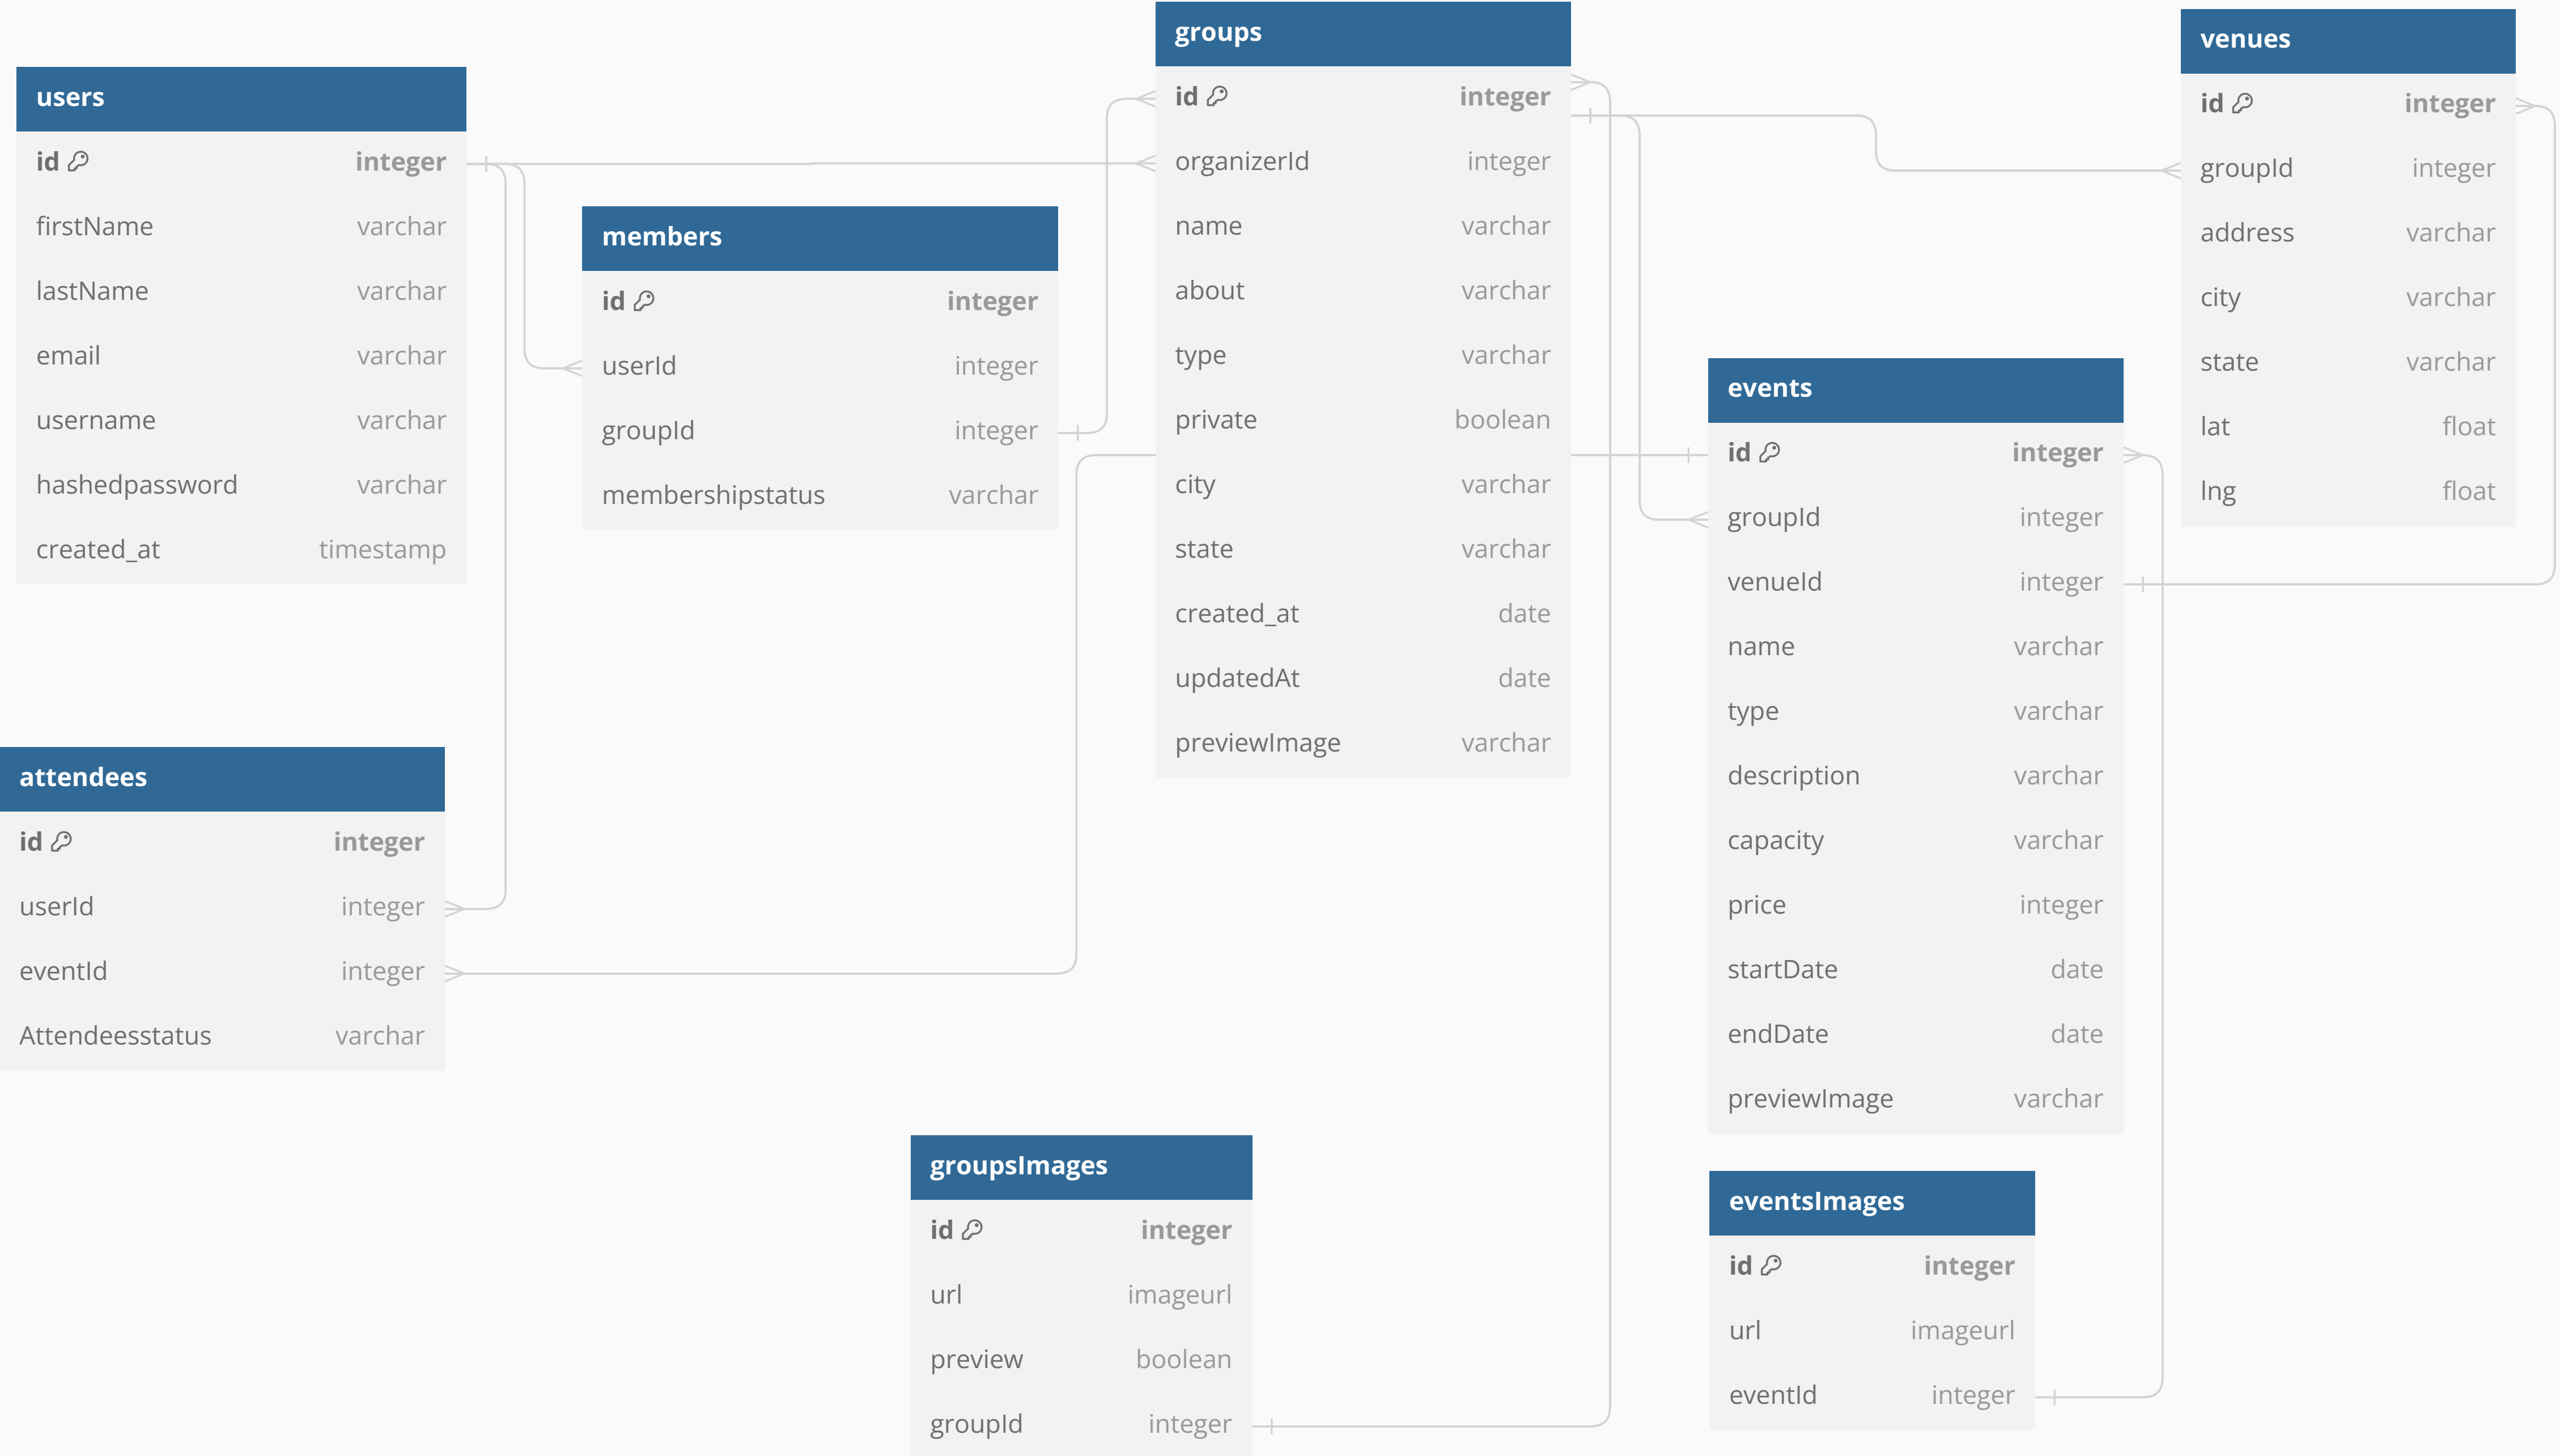 users
id integer
firstName varchar
lastName varchar
email varchar
username varchar
hashedpassword varchar
created_at timestamp
members
id integer
userId integer
groupId integer
membershipstatus varchar
groups
id integer
organizerId integer
name varchar
about varchar
type varchar
private boolean
city varchar
state varchar
created_at date
updatedAt date
previewImage varchar
venues
id integer
groupId integer
address varchar
city varchar
state varchar
lat float
lng float
events
id integer
groupId integer
venueId integer
name varchar
type varchar
description varchar
capacity varchar
price integer
startDate date
endDate date
previewImage varchar
attendees
id integer
userId integer
eventId integer
Attendeesstatus varchar
groupsImages
id integer
url imageurl
preview boolean
groupId integer
eventsImages
id integer
url imageurl
eventId integer